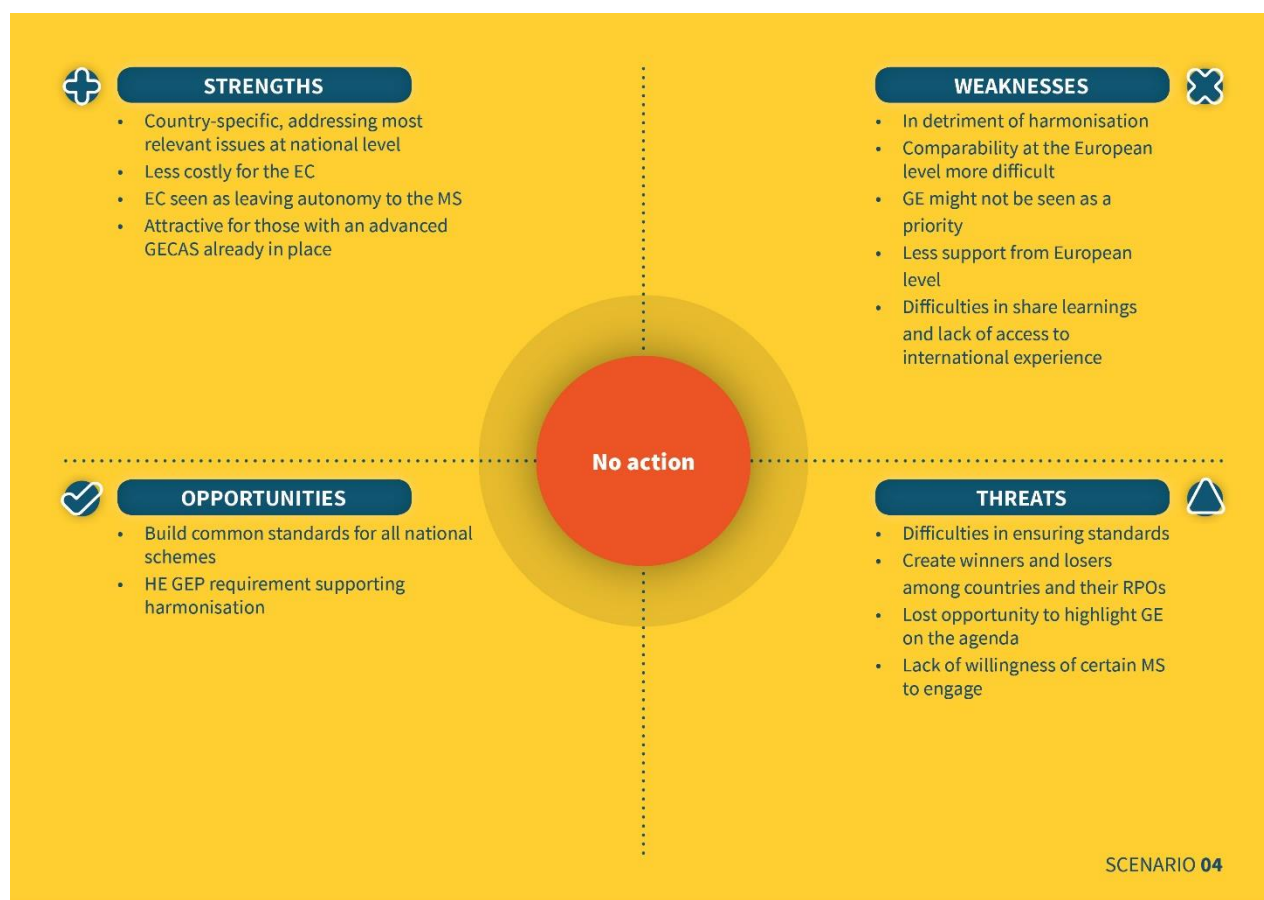 STRENGTHS
• Country-specific, addressing most
relevant issues at national level
• Less costly for the EC
• EC seen as leaving autonomy to the MS
• Attractive for those with an advanced
GECAS already in place
WEAKNESSES
• In detriment of harmonisation
• Comparability at the European
level more difficult
• GE might not be seen as a
priority
• Less support from European
level
• Difficulties in share learnings
and lack of access to
international experience
No action
OPPORTUNITIES
• Build common standards for all national
schemes
• HE GEP requirement supporting
harmonisation
THREATS
• Difficulties in ensuring standards
• Create winners and losers
among countries and their RPOs
• Lost opportunity to highlight GE
on the agenda
• Lack of willingness of certain MS
to engage
SCENARIO 04